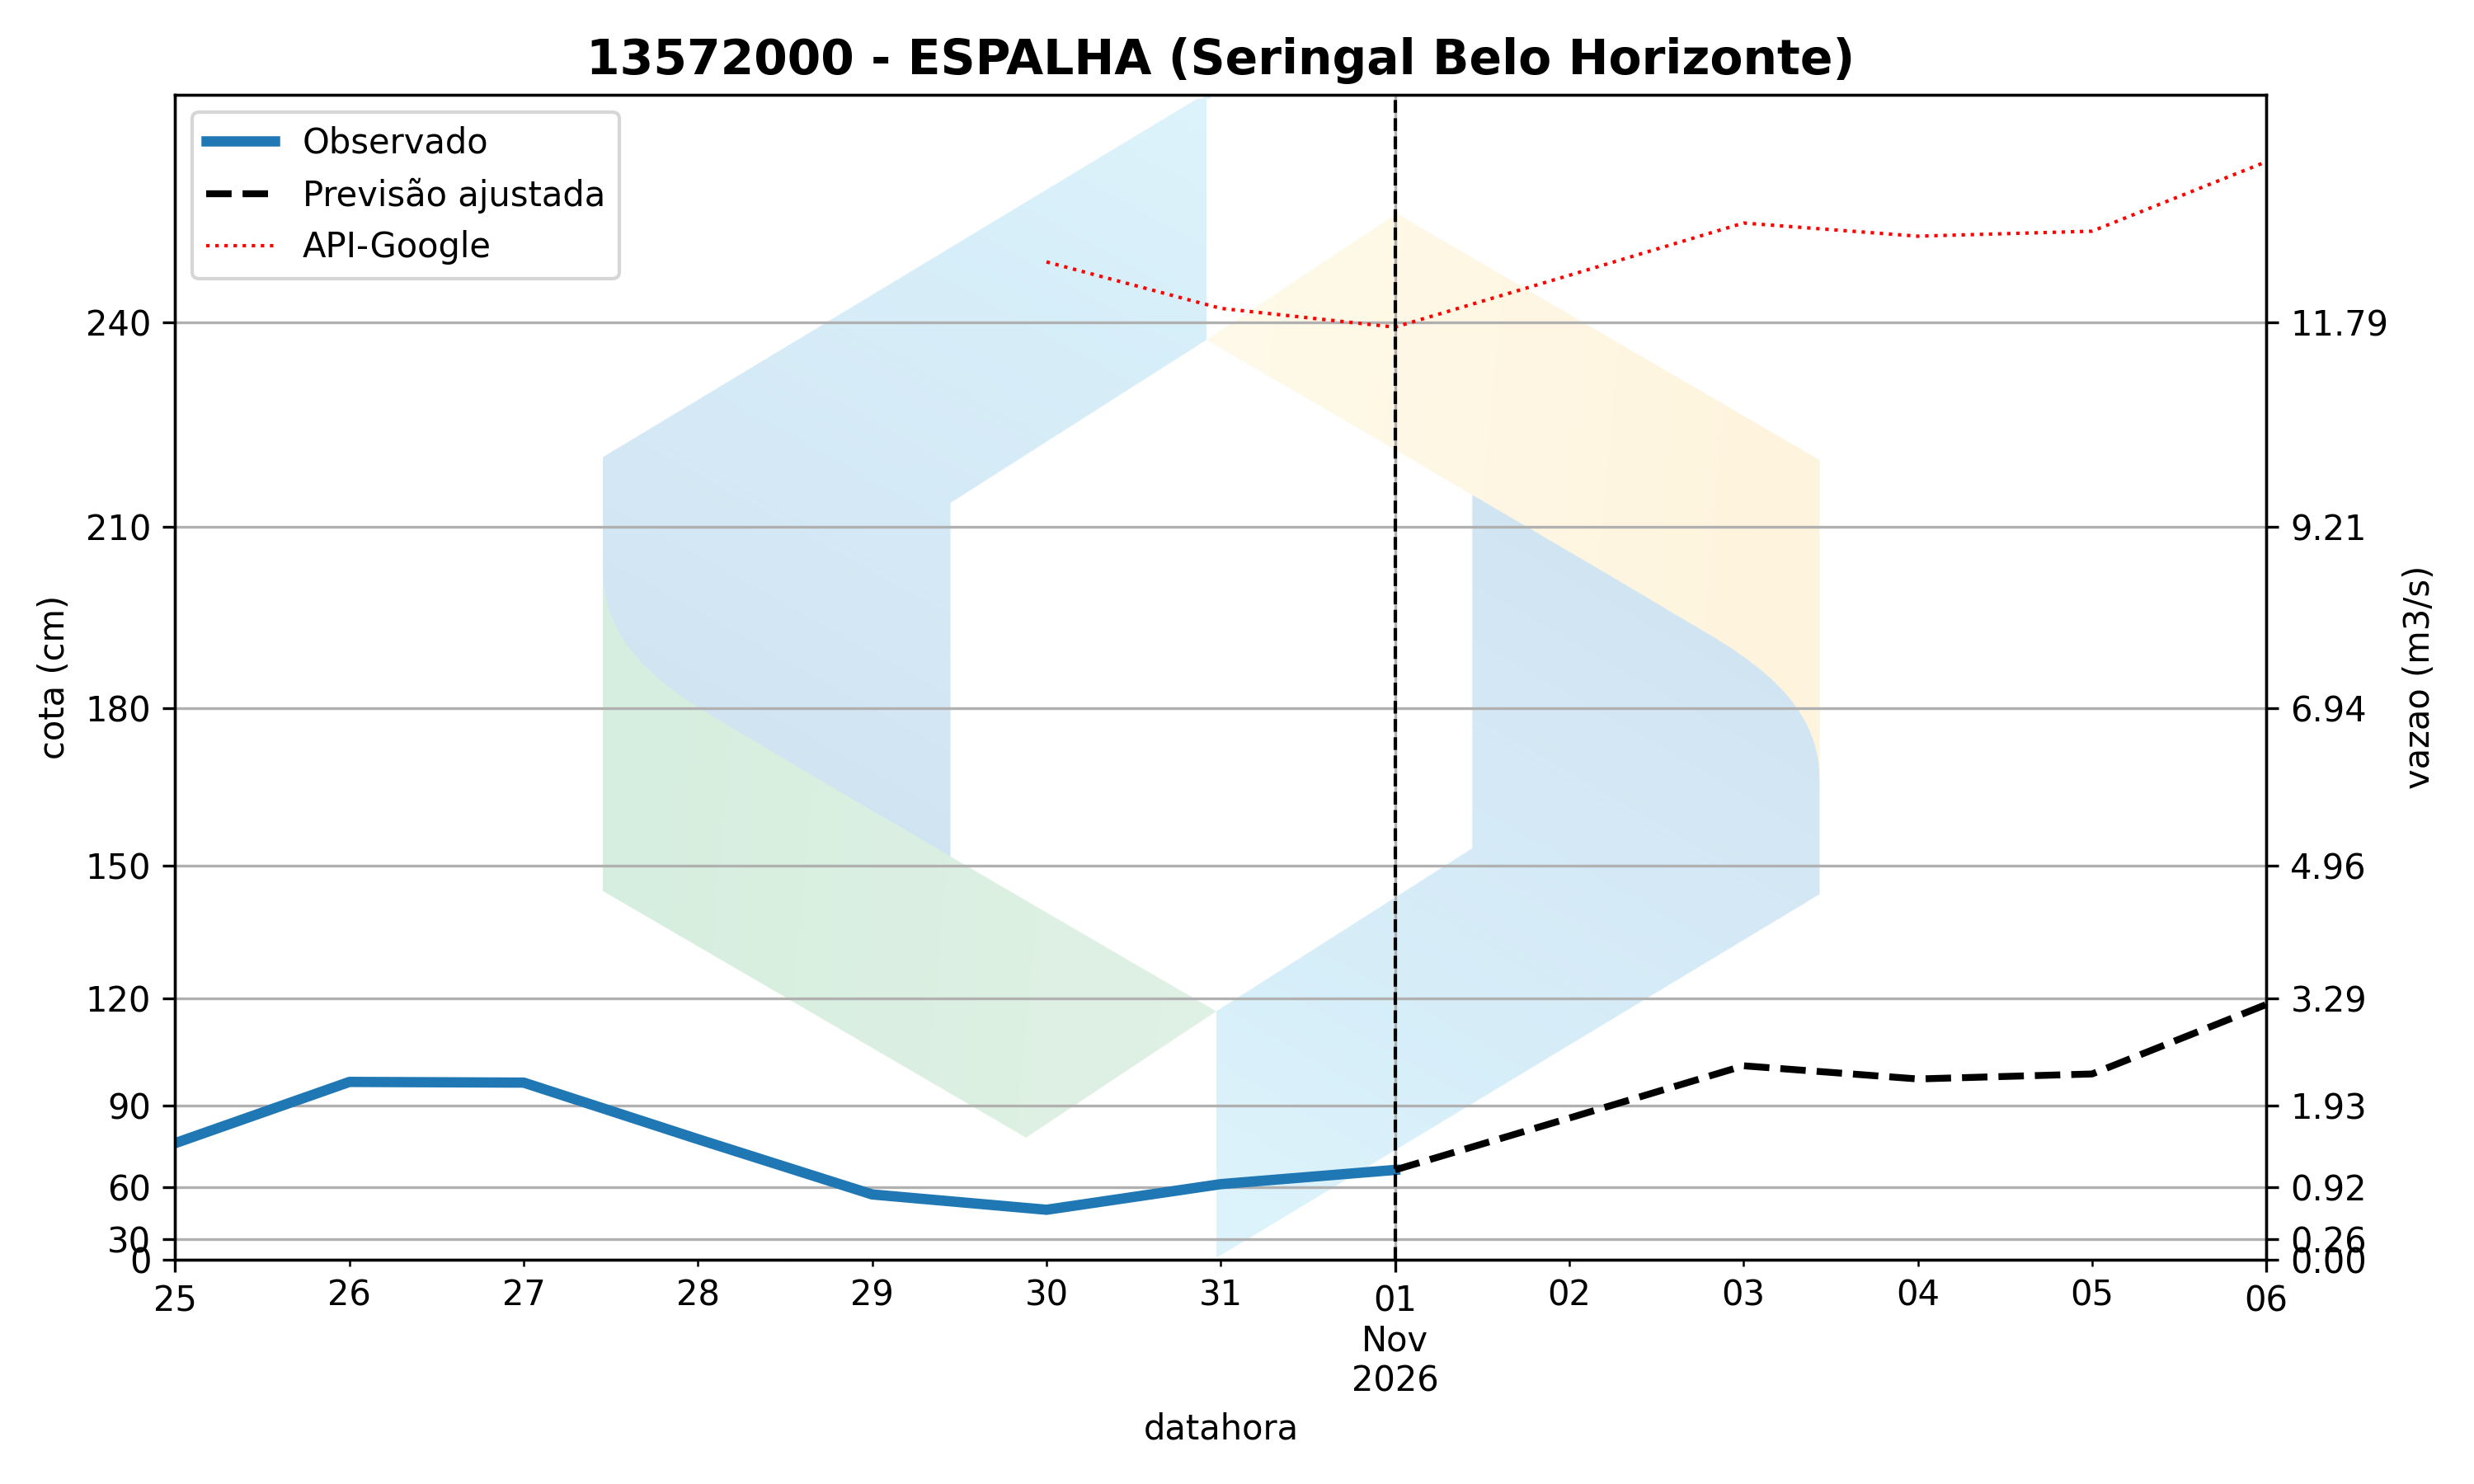 13572000 - ESPALHA (Seringal Belo Horizonte)
Observado
Previsão ajustada
API-Google
cota (cm)
240
210
180
150
120
90
60
30
0
11.79
9.21
6.94
4.96
3.29
1.93
0.92
0.26
0.00
vazao (m3/s)
25 26 27 28 29 30 31 01 02 03 04 05 06
Nov
2026
datahora